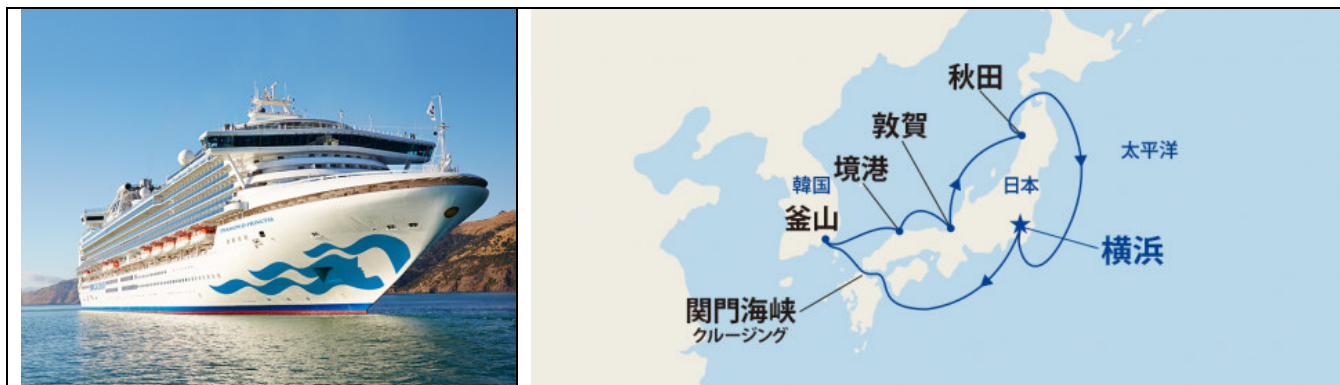 DIAMOND PRINCESS
秋田
敦賀
太平洋
境港
韓国
日本
釜山
横浜
関門海峡
クルージング